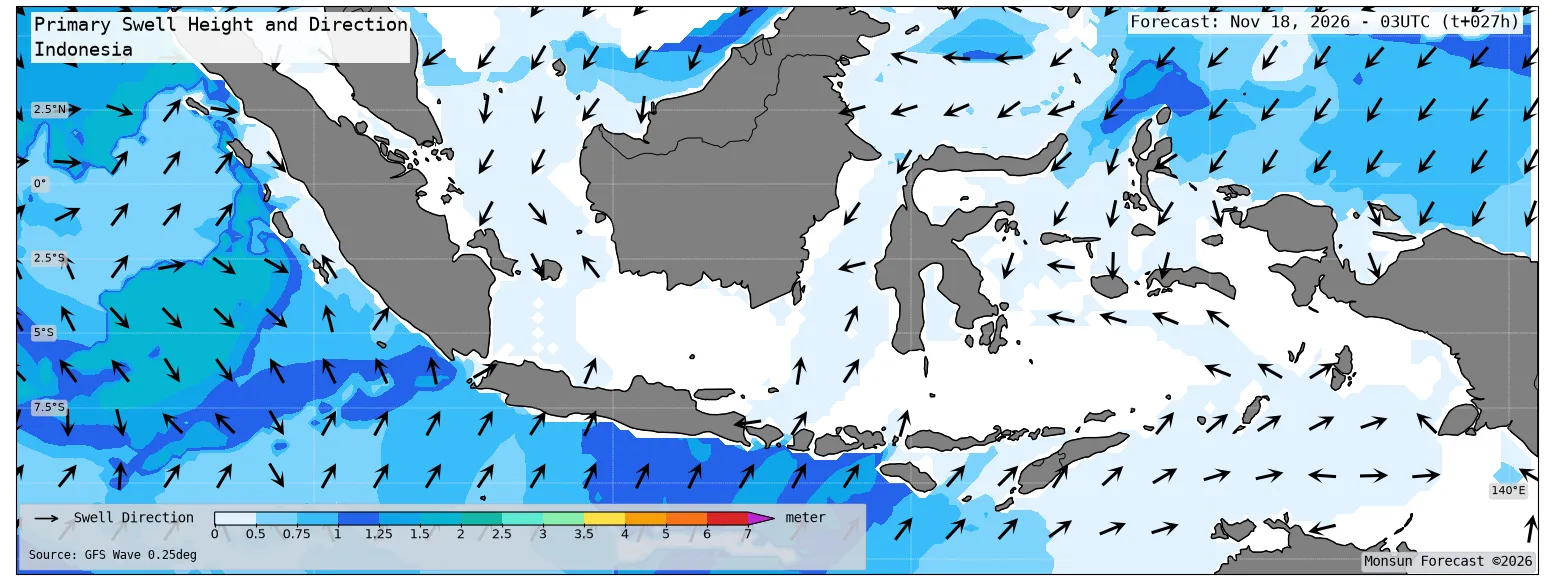 Primary Swell Height and Direction
Indonesia
Forecast: Nov 18, 2026 - 03UTC (t+027h)
2.5°N
0°
2.5°S
5°S
7.5°S
140°E
Swell Direction
meter
0 0.5 0.75 1 1.25 1.5 2 2.5 3 3.5 4 5 6 7
Source: GFS Wave 0.25deg
Monsun Forecast ©2026